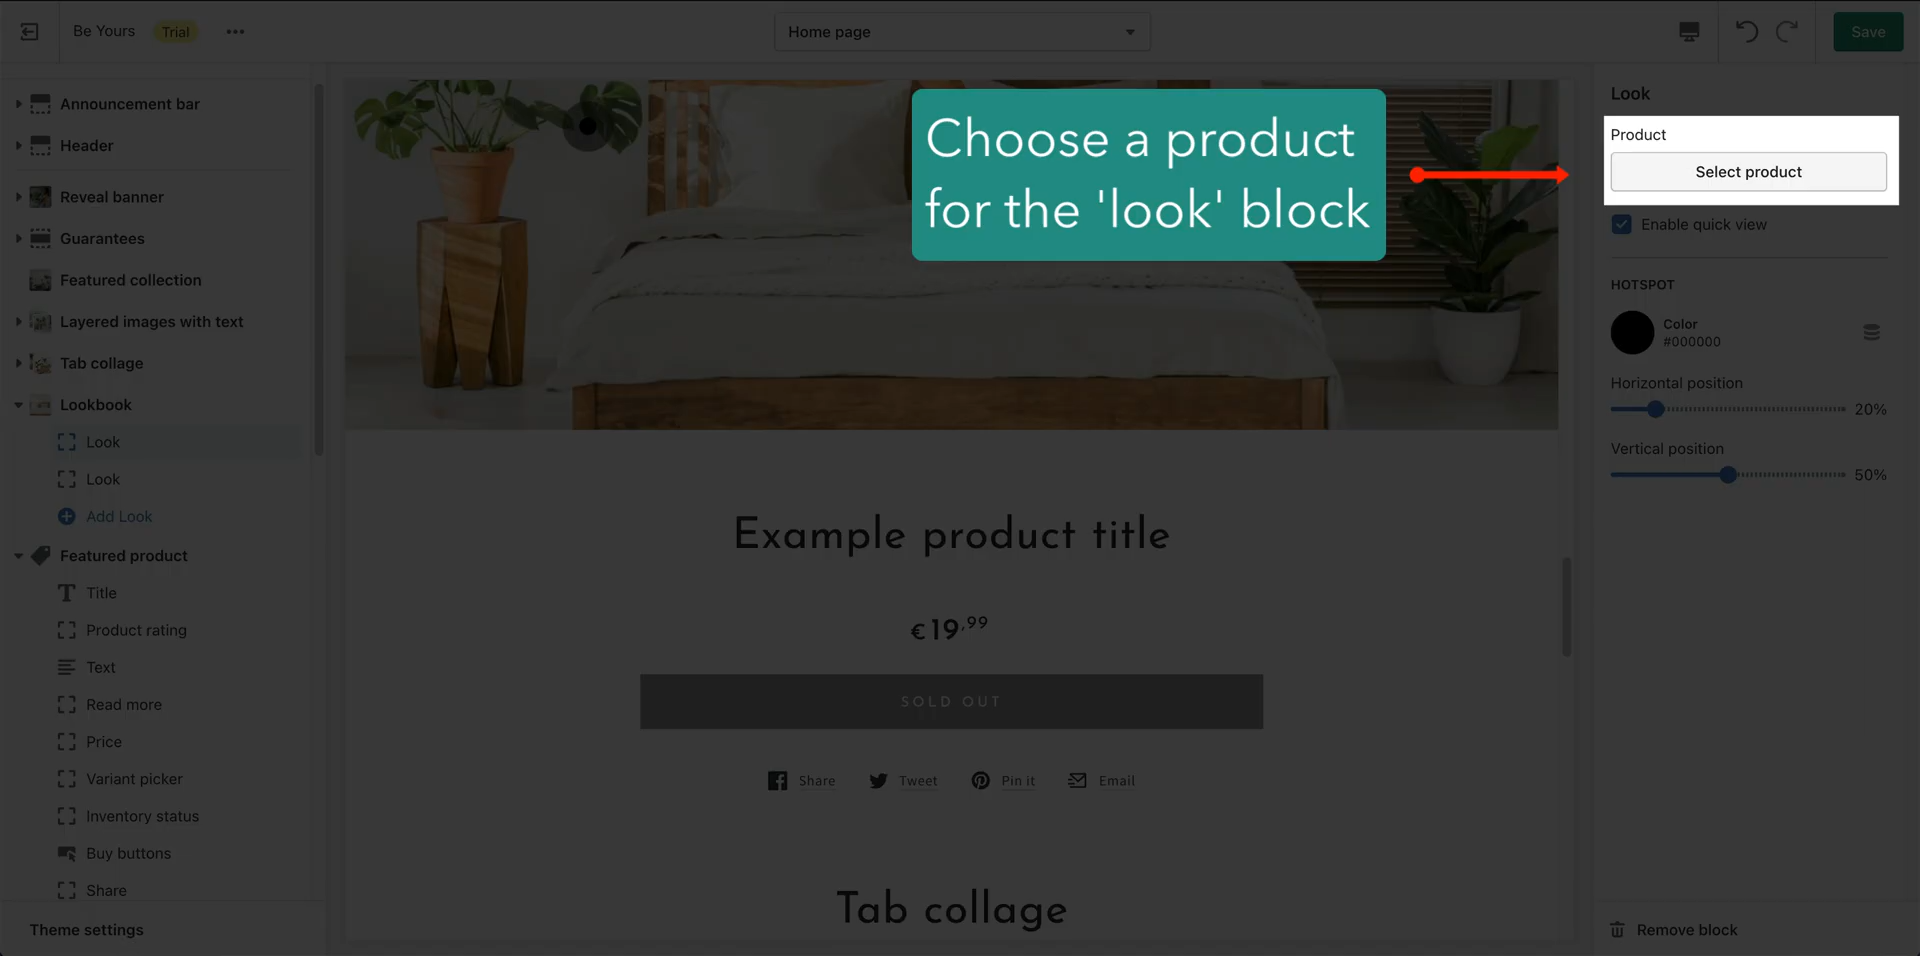 Be Yours
Trial
Home page
Save
Announcement bar
Header
Reveal banner
Guarantees
Featured collection
Layered images with text
Tab collage
Lookbook
Look
Look
Add Look
Featured product
Title
Product rating
Text
Read more
Price
Variant picker
Inventory status
Buy buttons
Share
Theme settings
Choose a product
for the 'look' block
Example product title
€19,99
SOLD OUT
Share Tweet Pin it Email
Tab collage
Look
Product
Select product
Enable quick view
HOTSPOT
Color
#000000
Horizontal position
20%
Vertical position
50%
Remove block